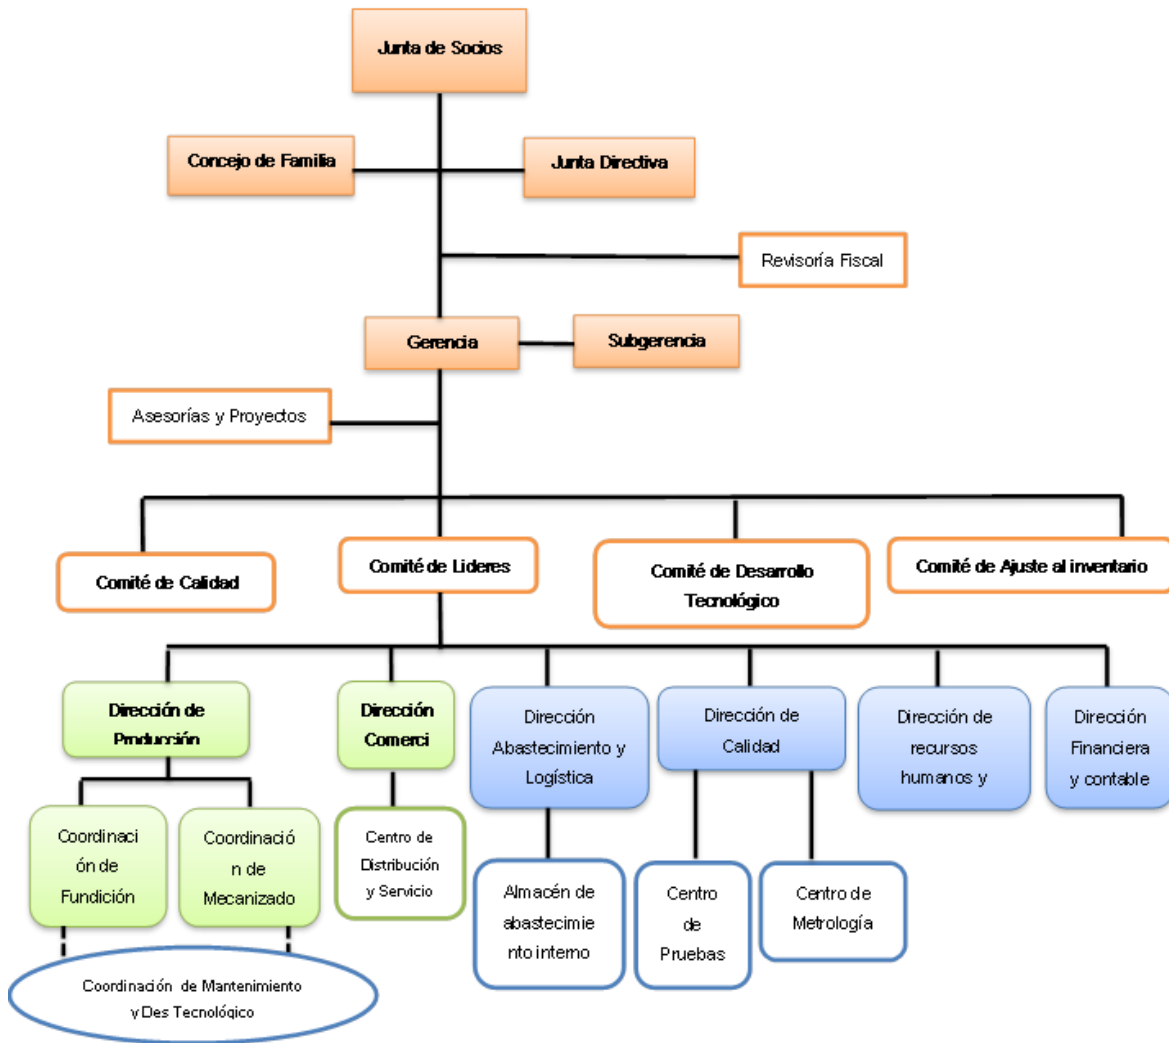 Junta de Socios
Concejo de Familia
Junta Directiva
Revisoría Fiscal
Gerencia
Subgerencia
Asesorías y Proyectos
Comité de Calidad
Comité de Lideres
Comité de Desarrollo
Tecnológico
Comité de Ajuste al inventario
Dirección de
Producción
Dirección
Comerci
Dirección
Abastecimiento y
Logística
Dirección de
Calidad
Dirección de
recursos
humanos y
Dirección
Financiera
y contable
Coordinaci
ón de
Fundición
Coordinació
n de
Mecanizado
Centro de
Distribución
y Servicio
Almacén de
abastecimie
nto interno
Centro
de
Pruebas
Centro de
Metrología
Coordinación de Mantenimiento
y Des Tecnológico